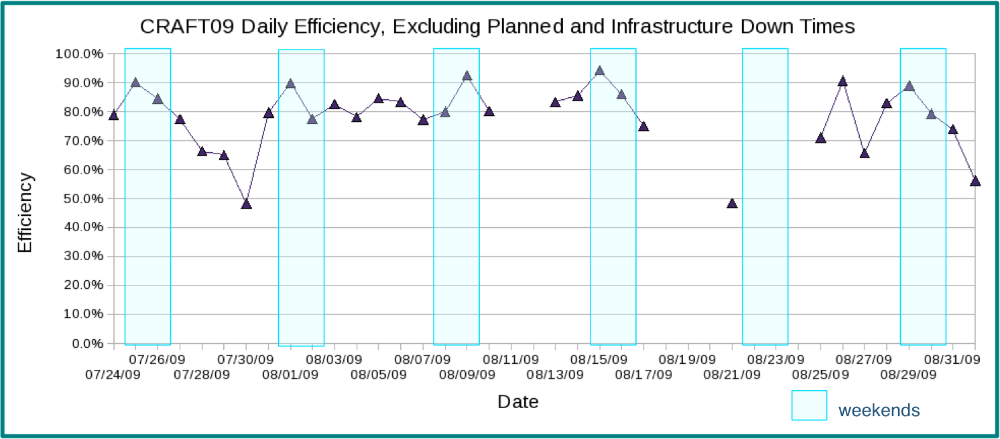 CRAFT09 Daily Efficiency, Excluding Planned and Infrastructure Down Times
100.0%
90.0%
80.0%
70.0%
60.0%
50.0%
40.0%
30.0%
20.0%
10.0%
0.0%
Efficiency
07/26/09 07/30/09 08/03/09 08/07/09 08/11/09 08/15/09 08/19/09 08/23/09 08/27/09 08/31/09
07/24/09 07/28/09 08/01/09 08/05/09 08/09/09 08/13/09 08/17/09 08/21/09 08/25/09 08/29/09
Date
weekends